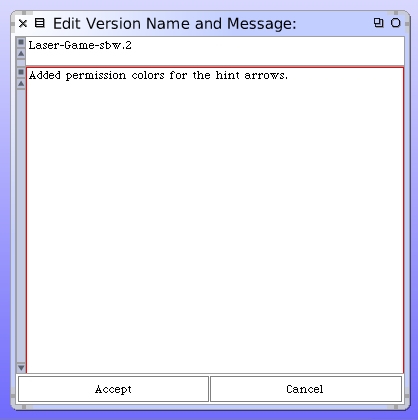 Edit Version Name and Message:
Laser-Game-sbw.2
Added permission colors for the hint arrows.
Accept
Cancel